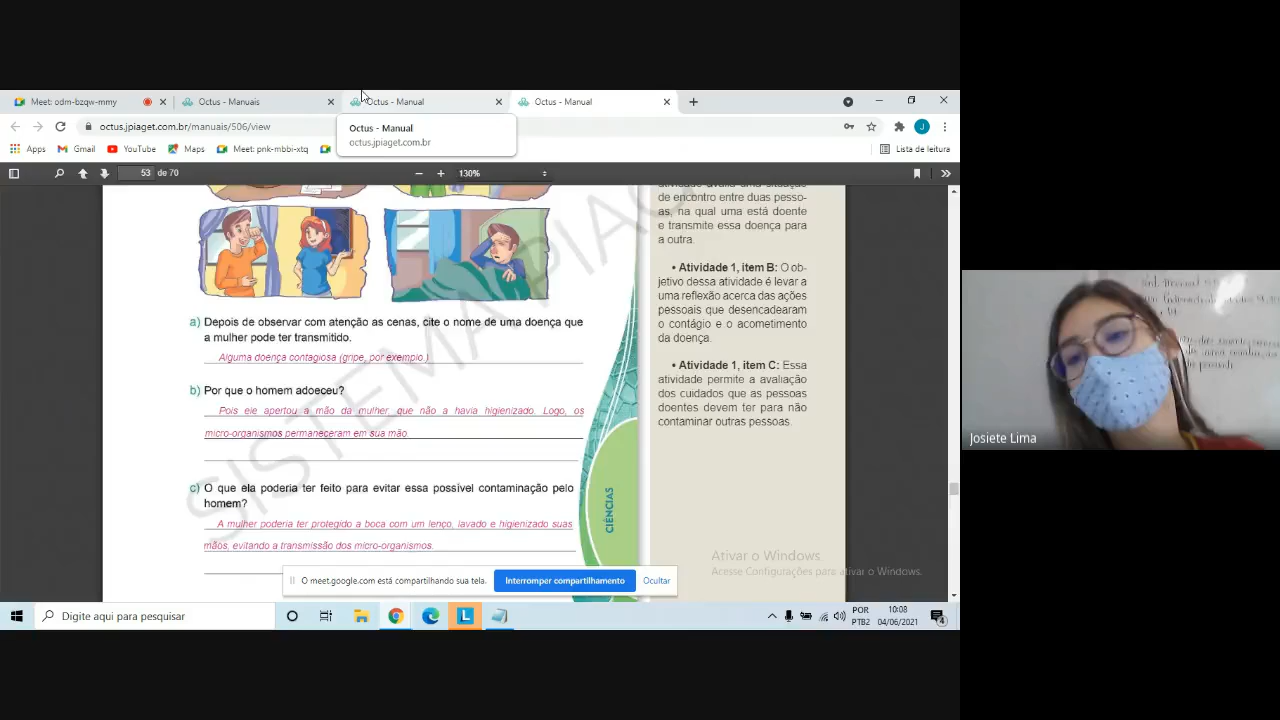 Meet: odm-bzqw-mmy
Octus - Manuais
Octus - Manual
Octus - Manual
octus.jpiaget.com.br/manuais/506/view
Octus - Manual
octus.jpiaget.com.br
Apps
Gmail
YouTube
Maps
Meet: pnk-mbbi-xtq
Lista de leitura
53 de 70
130%
atividade avalia uma situação
de encontro entre duas pesso-
as, na qual uma está doente
e transmite essa doença para
a outra.
• Atividade 1, item B: O ob-
jetivo dessa atividade é levar a
uma reflexão acerca das ações
pessoais que desencadearam
o contágio e o acometimento
da doença.
• Atividade 1, item C: Essa
atividade permite a avaliação
dos cuidados que as pessoas
doentes devem ter para não
contaminar outras pessoas.
a) Depois de observar com atenção as cenas, cite o nome de uma doença que
a mulher pode ter transmitido.
Alguma doença contagiosa (gripe, por exemplo.)
b) Por que o homem adoeceu?
Pois ele apertou a mão da mulher, que não a havia higienizado. Logo, os
micro-organismos permaneceram em sua mão.
c) O que ela poderia ter feito para evitar essa possível contaminação pelo
homem?
A mulher poderia ter protegido a boca com um lenço, lavado e higienizado suas
mãos, evitando a transmissão dos micro-organismos.
CIÊNCIAS
SISTEMA PIAG
Ativar o Windows
Acesse Configurações para ativar o Windows.
O meet.google.com está compartilhando sua tela.
Interromper compartilhamento
Ocultar
Digite aqui para pesquisar
L
POR
PTB2
10:08
04/06/2021
4
J
Josiete Lima